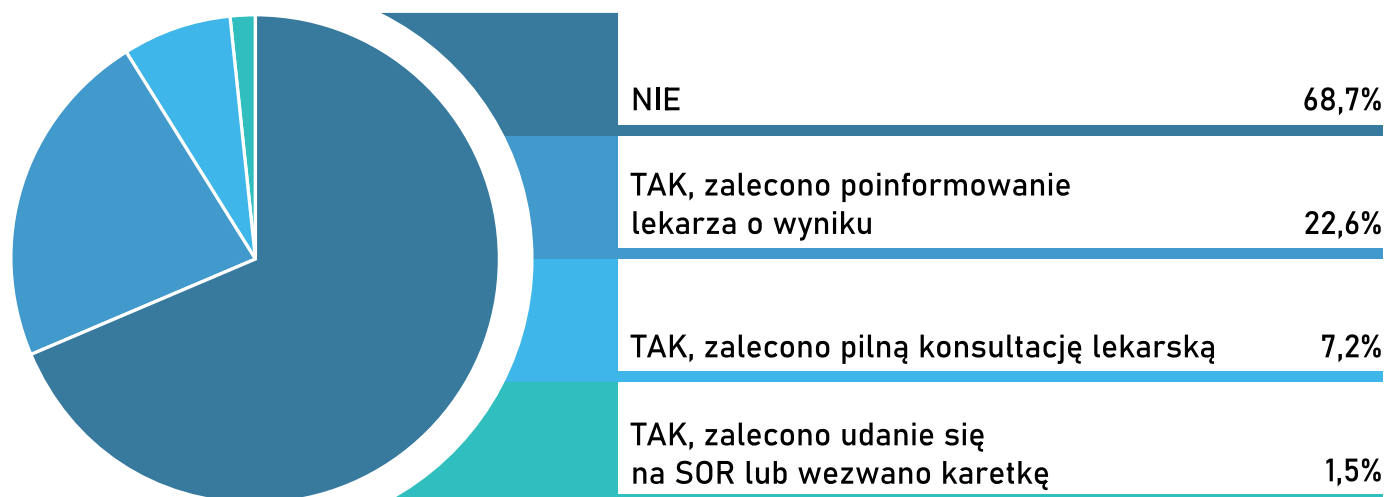 NIE 68,7%
TAK, zalecono poinformowanie
lekarza o wyniku 22,6%
TAK, zalecono pilną konsultację lekarską 7,2%
TAK, zalecono udanie się
na SOR lub wezwano karetkę 1,5%